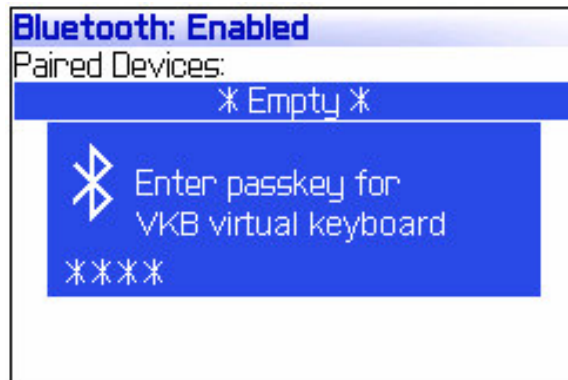 Bluetooth: Enabled
Paired Devices:
* Empty *
Enter passkey for
VKB virtual keyboard
****